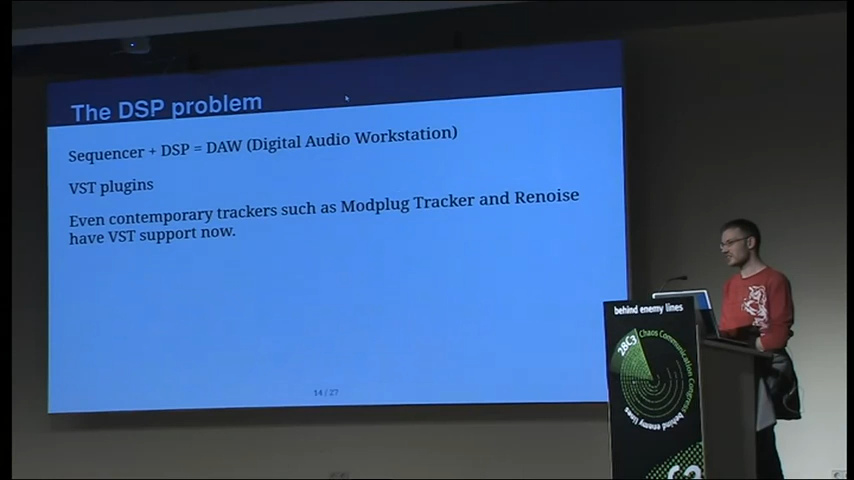 The DSP problem
Sequencer + DSP = DAW (Digital Audio Workstation)
VST plugins
Even contemporary trackers such as Modplug Tracker and Renoise
have VST support now.
14 / 27
behind enemy lines
28C3
Chaos Communication Congress
behind enemy lines
C3